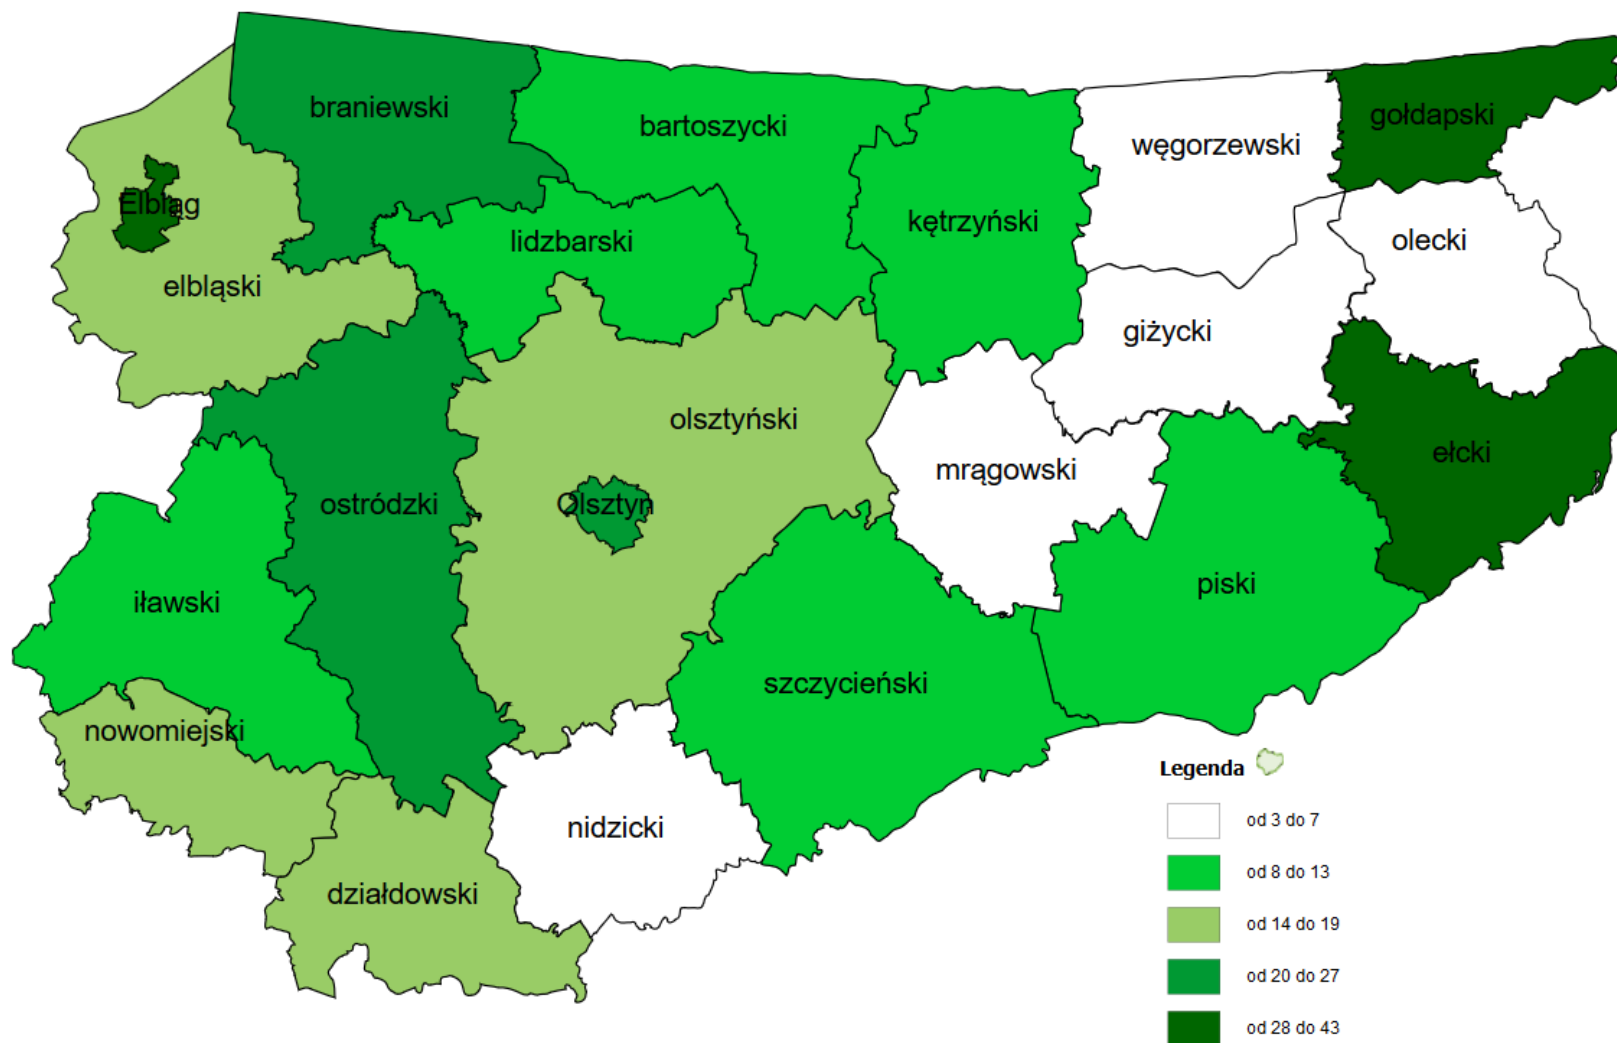 braniewski
bartoszycki
gołdapski
węgorzewski
Elbląg
kętrzyński
lidzbarski
olecki
elbląski
giżycki
olsztyński
ełcki
mrągowski
ostródzki
Olsztyn
piski
iławski
szczycieński
nowomiejski
nidzicki
działdowski
Legenda
od 3 do 7
od 8 do 13
od 14 do 19
od 20 do 27
od 28 do 43